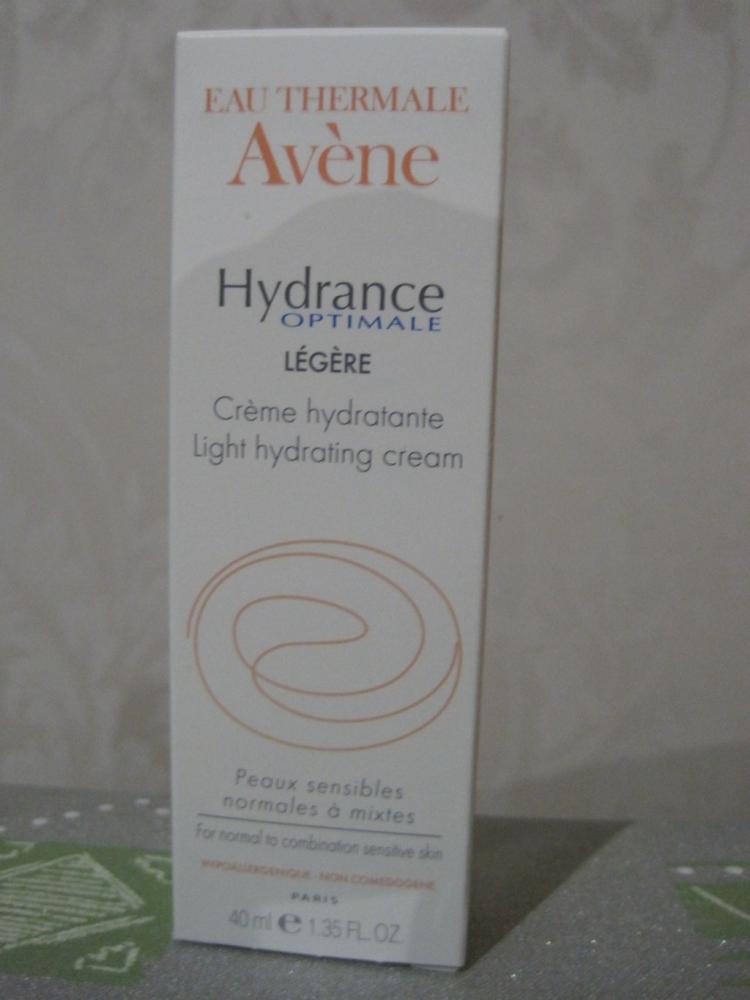 EAU THERMALE
Avène
Hydrance
OPTIMALE
LÉGÈRE
Crème hydratante
Light hydrating cream
Peaux sensibles
normales à mixtes
For normal to combination sensitive skin
HYPOALLERGENIQUE - NON COMEDOGENE
PARIS
40 ml e 1.35 FL. OZ.